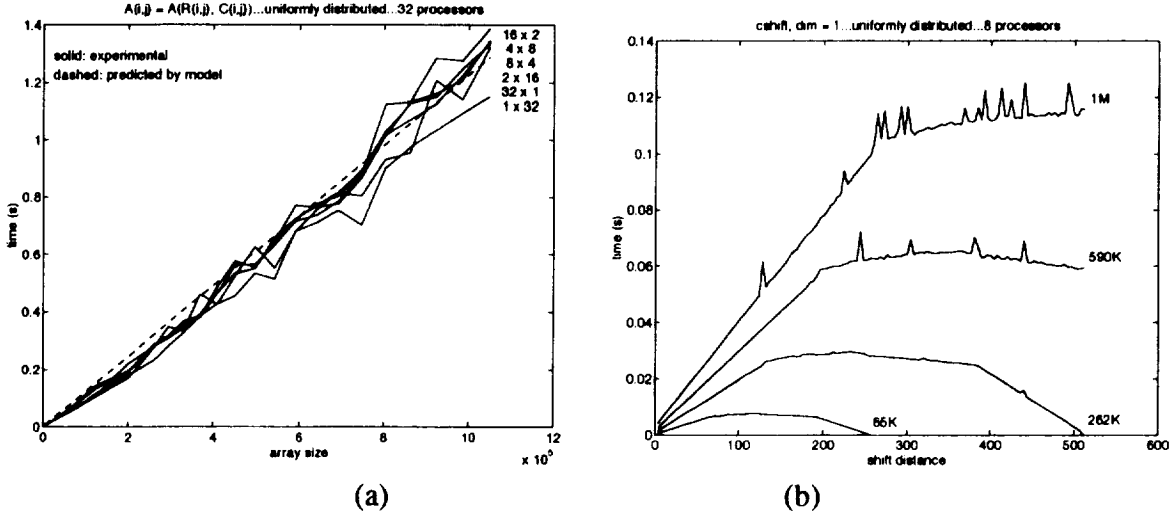 A(i,j) = A(R(i,j), C(i,j))...uniformly distributed...32 processors
solid: experimental
dashed: predicted by model
16 x 2
4 x 8
8 x 4
2 x 16
32 x 1
1 x 32
1.4
1.2
1
0.8
0.6
0.4
0.2
0
time (s)
0
2
4
6
8
10
12
array size
x 10^5
(a)
cshift, dim = 1...uniformly distributed...8 processors
0.14
0.12
0.1
0.08
0.06
0.04
0.02
0
time (s)
1M
590K
262K
65K
0
100
200
300
400
500
600
shift distance
(b)